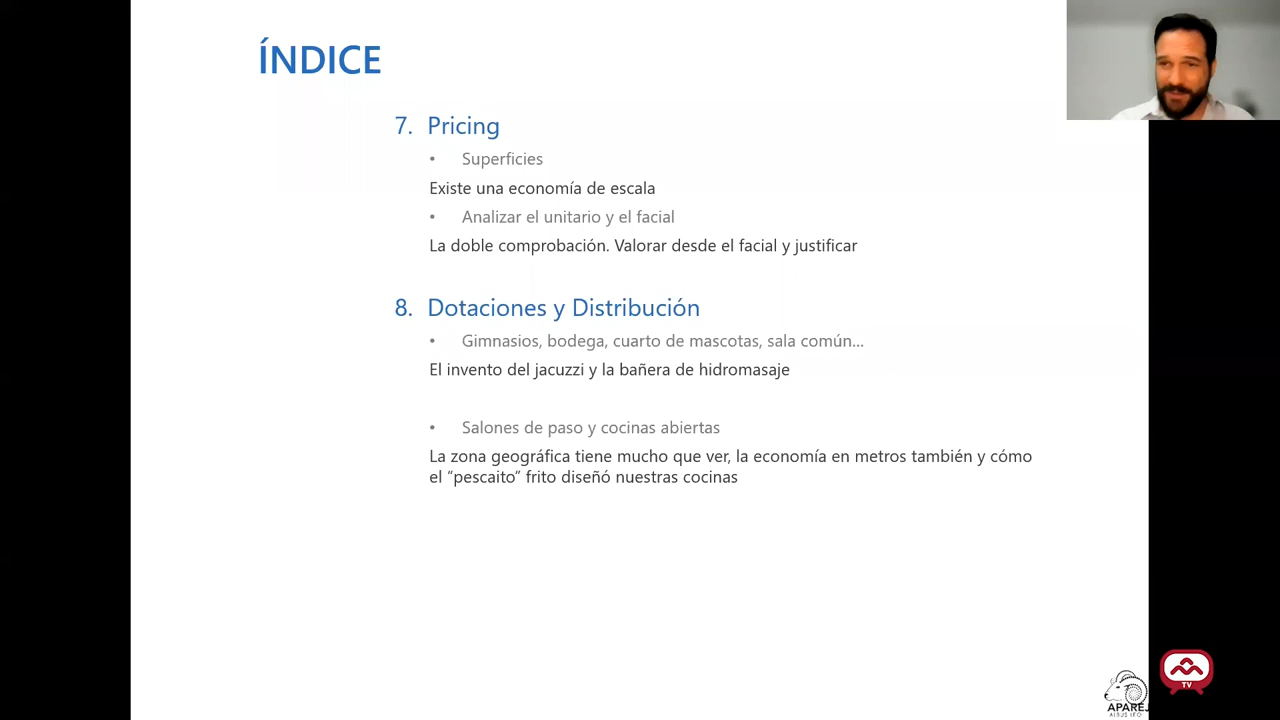 ÍNDICE
7. Pricing
• Superficies
Existe una economía de escala
• Analizar el unitario y el facial
La doble comprobación. Valorar desde el facial y justificar
8. Dotaciones y Distribución
• Gimnasios, bodega, cuarto de mascotas, sala común...
El invento del jacuzzi y la bañera de hidromasaje
• Salones de paso y cocinas abiertas
La zona geográfica tiene mucho que ver, la economía en metros también y cómo
el “pescaito” frito diseñó nuestras cocinas
APAREJ
TV